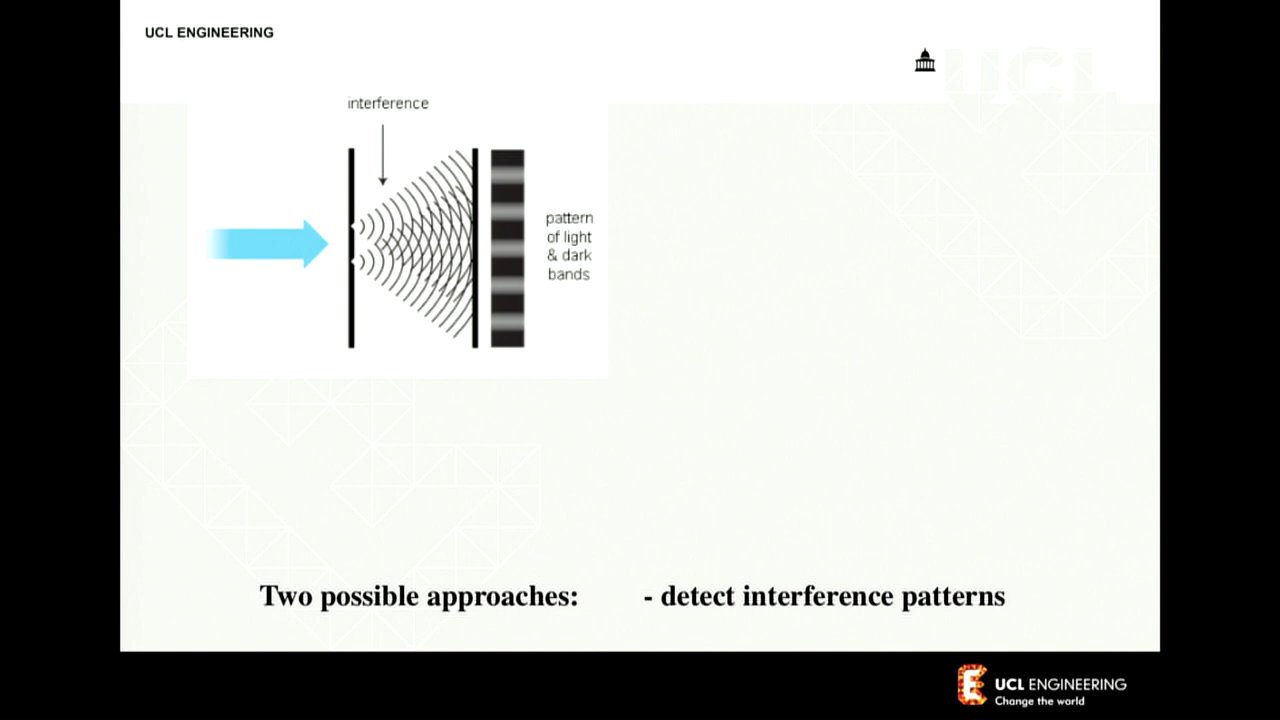 UCL ENGINEERING
UCL
interference
pattern
of light
& dark
bands
Two possible approaches: - detect interference patterns
UCL ENGINEERING
Change the world